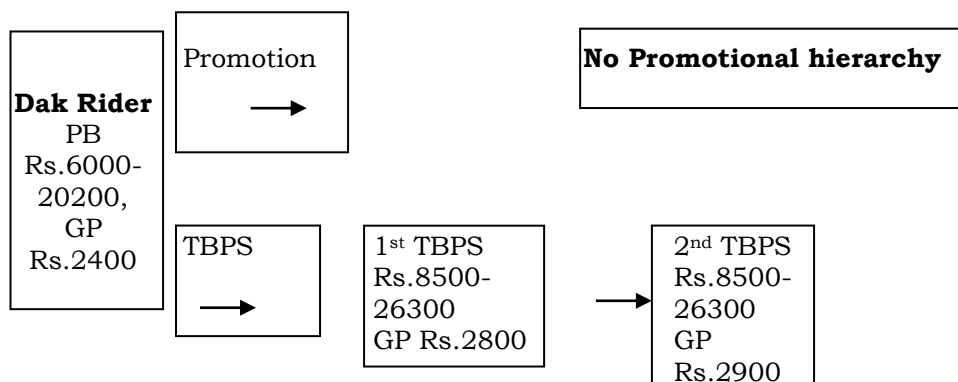 Dak Rider
PB
Rs.6000-
20200,
GP
Rs.2400
Promotion
No Promotional hierarchy
TBPS
1st TBPS
Rs.8500-
26300
GP Rs.2800
2nd TBPS
Rs.8500-
26300
GP
Rs.2900